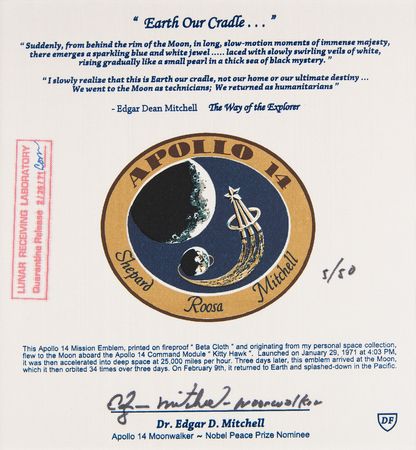 " Earth Our Cradle . . . "
" Suddenly, from behind the rim of the Moon, in long, slow-motion moments of immense majesty,
there emerges a sparkling blue and white jewel ..... laced with slowly swirling veils of white,
rising gradually like a small pearl in a thick sea of black mystery. "
" I slowly realize that this is Earth our cradle, not our home or our ultimate destiny ...
We went to the Moon as technicians; We returned as humanitarians "
- Edgar Dean Mitchell The Way of the Explorer
LUNAR RECEIVING LABORATORY
Quarantine Release 2/26/71
APOLLO 14
Shepard
Roosa
Mitchell
5/50
This Apollo 14 Mission Emblem, printed on fireproof " Beta Cloth " and originating from my personal space collection,
flew to the Moon aboard the Apollo 14 Command Module " Kitty Hawk ". Launched on January 29, 1971 at 4:03 PM,
it was then accelerated into deep space at 25,000 miles per hour. Three days later, this emblem arrived at the Moon,
which it then orbited 34 times over three days. On February 9th, it returned to Earth and splashed-down in the Pacific.
Edgar Mitchell - moonwalker
Dr. Edgar D. Mitchell
Apollo 14 Moonwalker ~ Nobel Peace Prize Nominee
DF